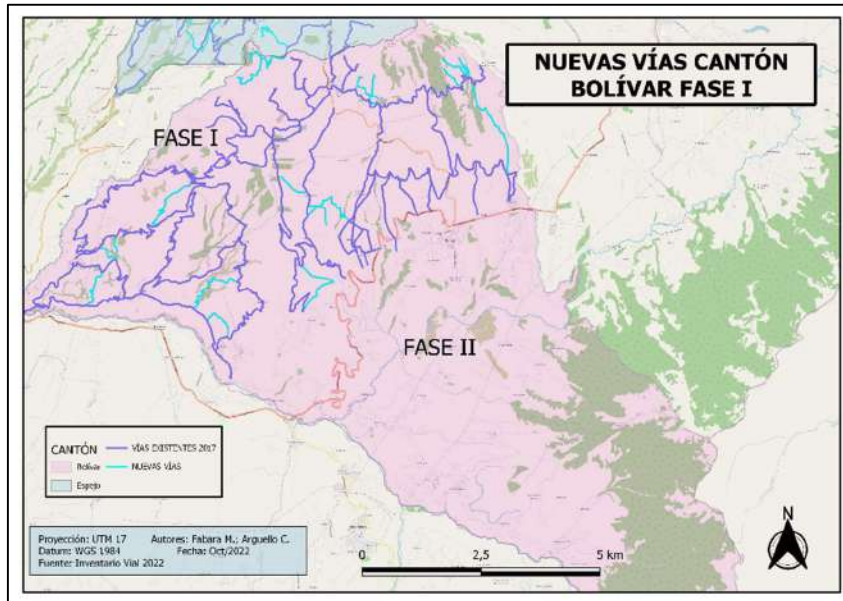 NUEVAS VÍAS CANTÓN
BOLÍVAR FASE I
FASE I
FASE II
CANTÓN
Bolívar
Espejo
VÍAS EXISTENTES 2017
NUEVAS VÍAS
Proyección: UTM 17 Autores: Fabara M.; Arguello C.
Datum: WGS 1984 Fecha: Oct/2022
Fuente: Inventario Vial 2022
0 2,5 5 km
N